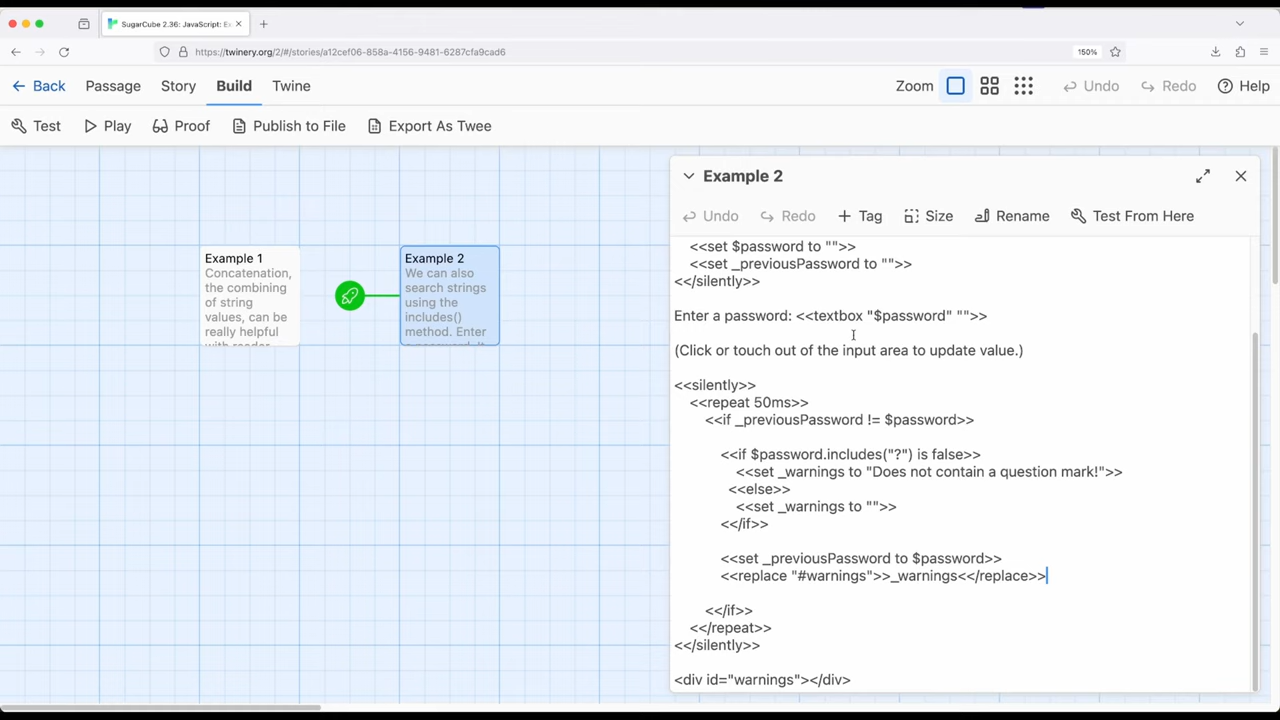 SugarCube 2.36: JavaScript: Ex
https://twinery.org/2/#/stories/a12cef06-858a-4156-9481-6287cfa9cad6
150%
Back Passage Story Build Twine Zoom Undo Redo Help
Test Play Proof Publish to File Export As Twee
Example 1
Concatenation,
the combining
of string
values, can be
really helpful
with reader
Example 2
We can also
search strings
using the
includes()
method. Enter
Example 2
Undo Redo + Tag Size Rename Test From Here
<<set $password to "">>
<<set _previousPassword to "">>
<</silently>>
Enter a password: <<textbox "$password" "">>
(Click or touch out of the input area to update value.)
<<silently>>
<<repeat 50ms>>
<<if _previousPassword != $password>>
<<if $password.includes("?") is false>>
<<set _warnings to "Does not contain a question mark!">>
<<else>>
<<set _warnings to "">>
<</if>>
<<set _previousPassword to $password>>
<<replace "#warnings">>_warnings<</replace>>
<</if>>
<</repeat>>
<</silently>>
<div id="warnings"></div>